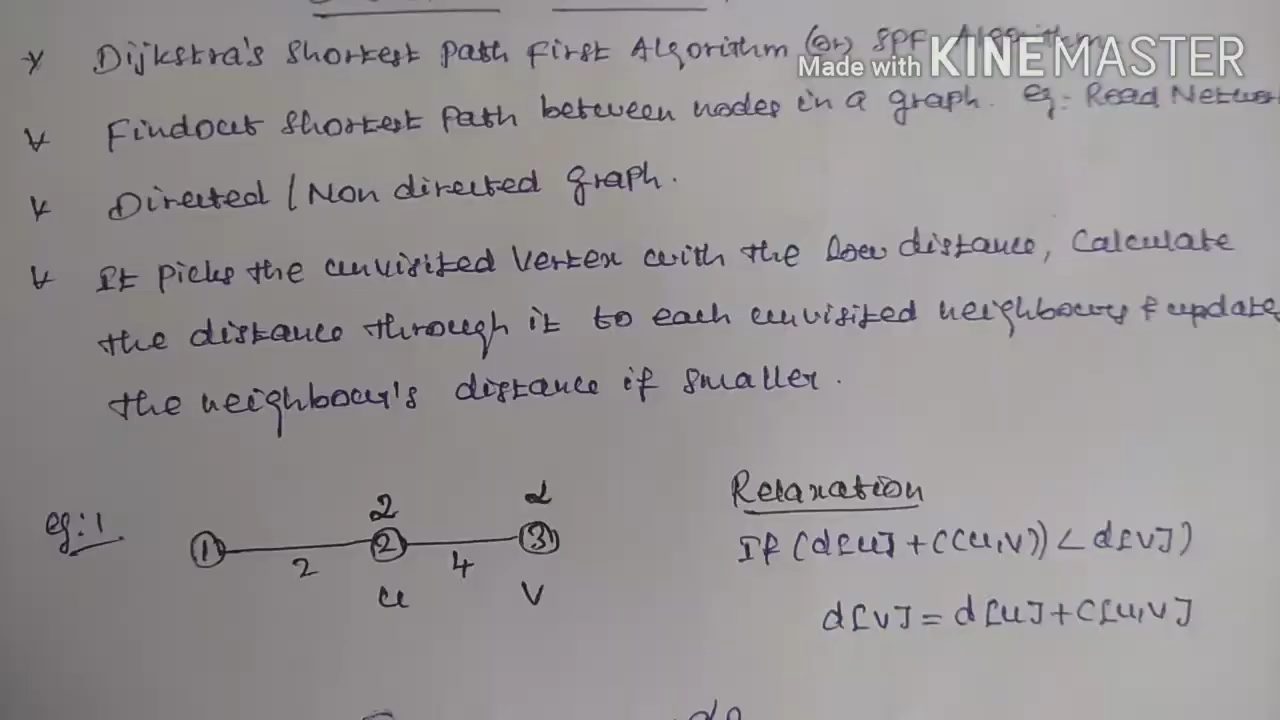 Dijkstra's Shortest Path First Algorithm (or) SPF Algorithm
Made with KINEMASTER
Findout Shortest Path between nodes in a graph. eg:- Road Networ
Directed / Non directed graph.
It picks the unvisited vertex with the low distance, Calculate
the distance through it to each unvisited neighbours & update
the neighbour's distance if smaller.
eg:1
2 α
1 2 3
2 4
u v
Relaxation
If (d[u] + C(u,v)) < d[v])
d[v] = d[u] + C[u,v]